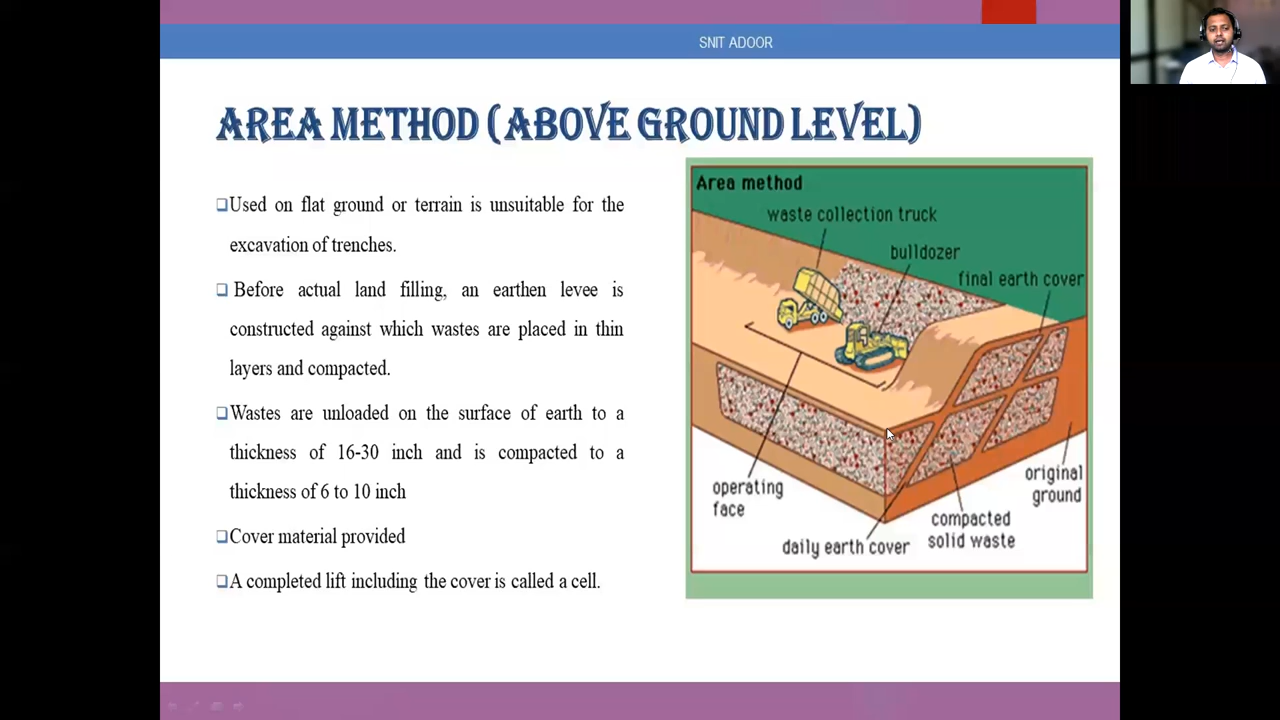 SNIT ADOOR
AREA METHOD (ABOVE GROUND LEVEL)
Used on flat ground or terrain is unsuitable for the
excavation of trenches.
Before actual land filling, an earthen levee is
constructed against which wastes are placed in thin
layers and compacted.
Wastes are unloaded on the surface of earth to a
thickness of 16-30 inch and is compacted to a
thickness of 6 to 10 inch
Cover material provided
A completed lift including the cover is called a cell.
Area method
waste collection truck
bulldozer
final earth cover
operating
face
daily earth cover
compacted
solid waste
original
ground